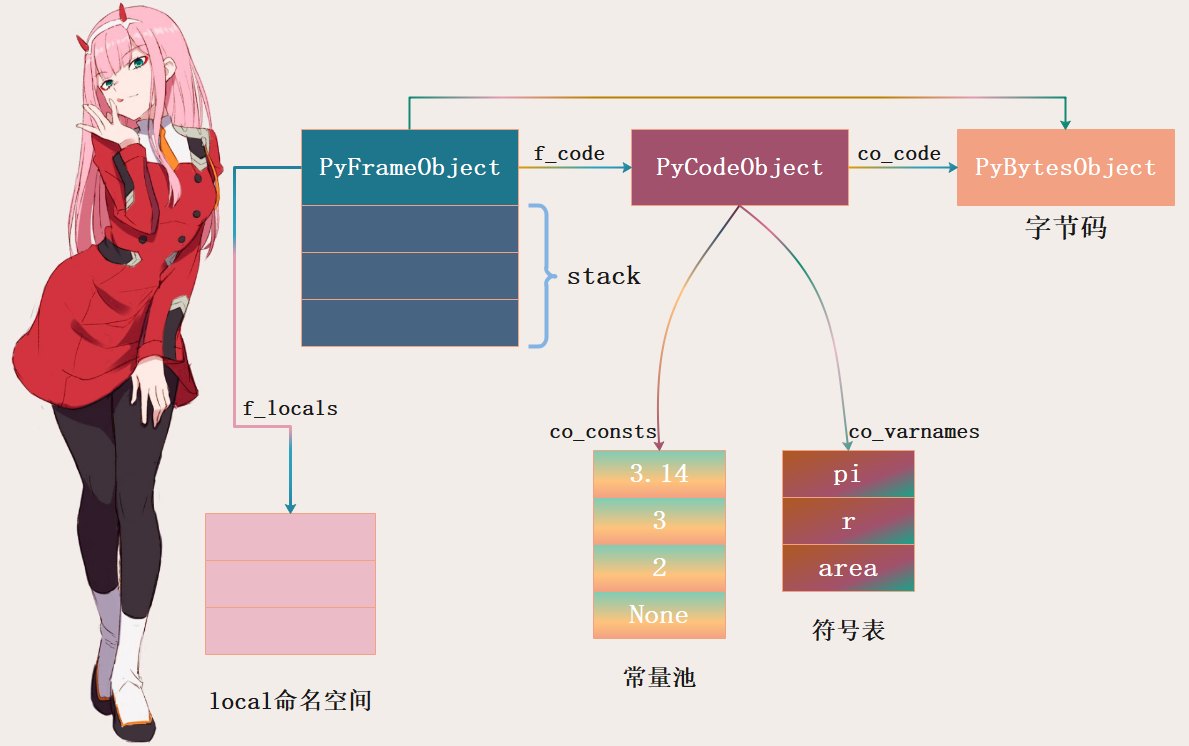 PyFrameObject
f_code
PyCodeObject
co_code
PyBytesObject
字节码
stack
f_locals
co_consts
co_varnames
3.14
3
2
None
pi
r
area
符号表
常量池
local命名空间